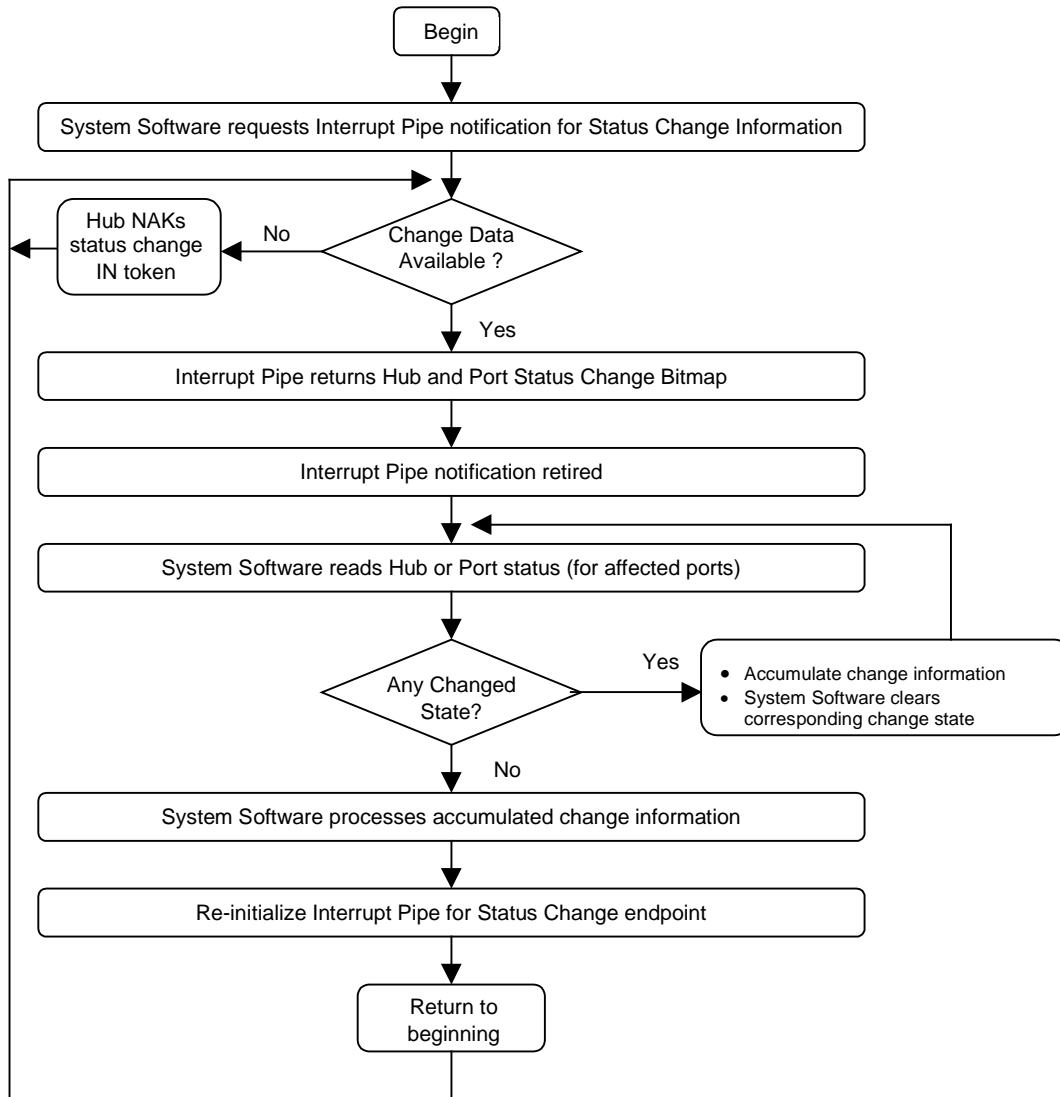 Begin
System Software requests Interrupt Pipe notification for Status Change Information
Hub NAKs
status change
IN token
No
Change Data
Available ?
Yes
Interrupt Pipe returns Hub and Port Status Change Bitmap
Interrupt Pipe notification retired
System Software reads Hub or Port status (for affected ports)
Any Changed
State?
Yes
• Accumulate change information
• System Software clears
corresponding change state
No
System Software processes accumulated change information
Re-initialize Interrupt Pipe for Status Change endpoint
Return to
beginning